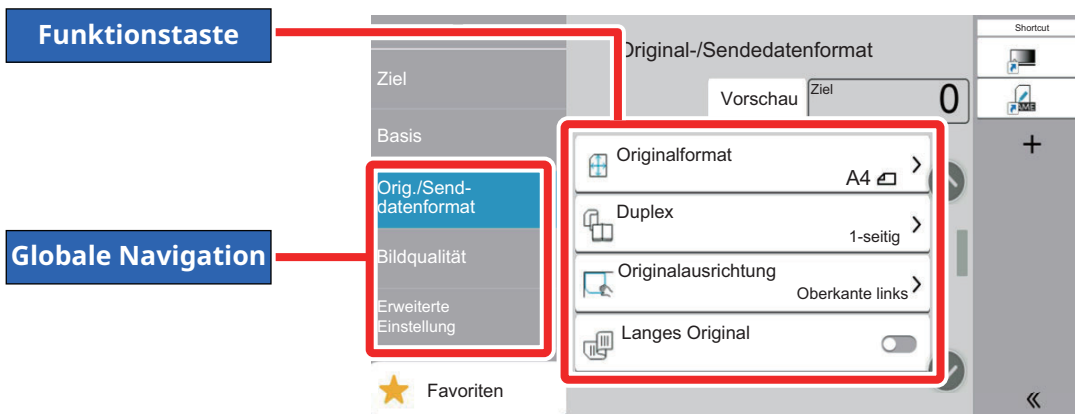 Funktionstaste
Globale Navigation
Ziel
Basis
Orig./Send-
datenformat
Bildqualität
Erweiterte
Einstellung
Favoriten
Original-/Sendedatenformat
Vorschau
Ziel
0
Originalformat
A4
Duplex
1-seitig
Originalausrichtung
Oberkante links
Langes Original
Shortcut